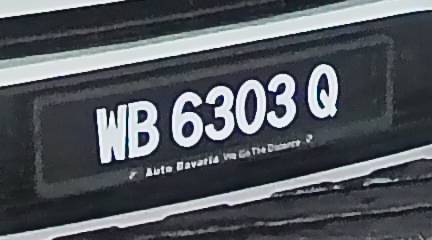 WB 6303 Q
Auto Bavaria We Go The Distance